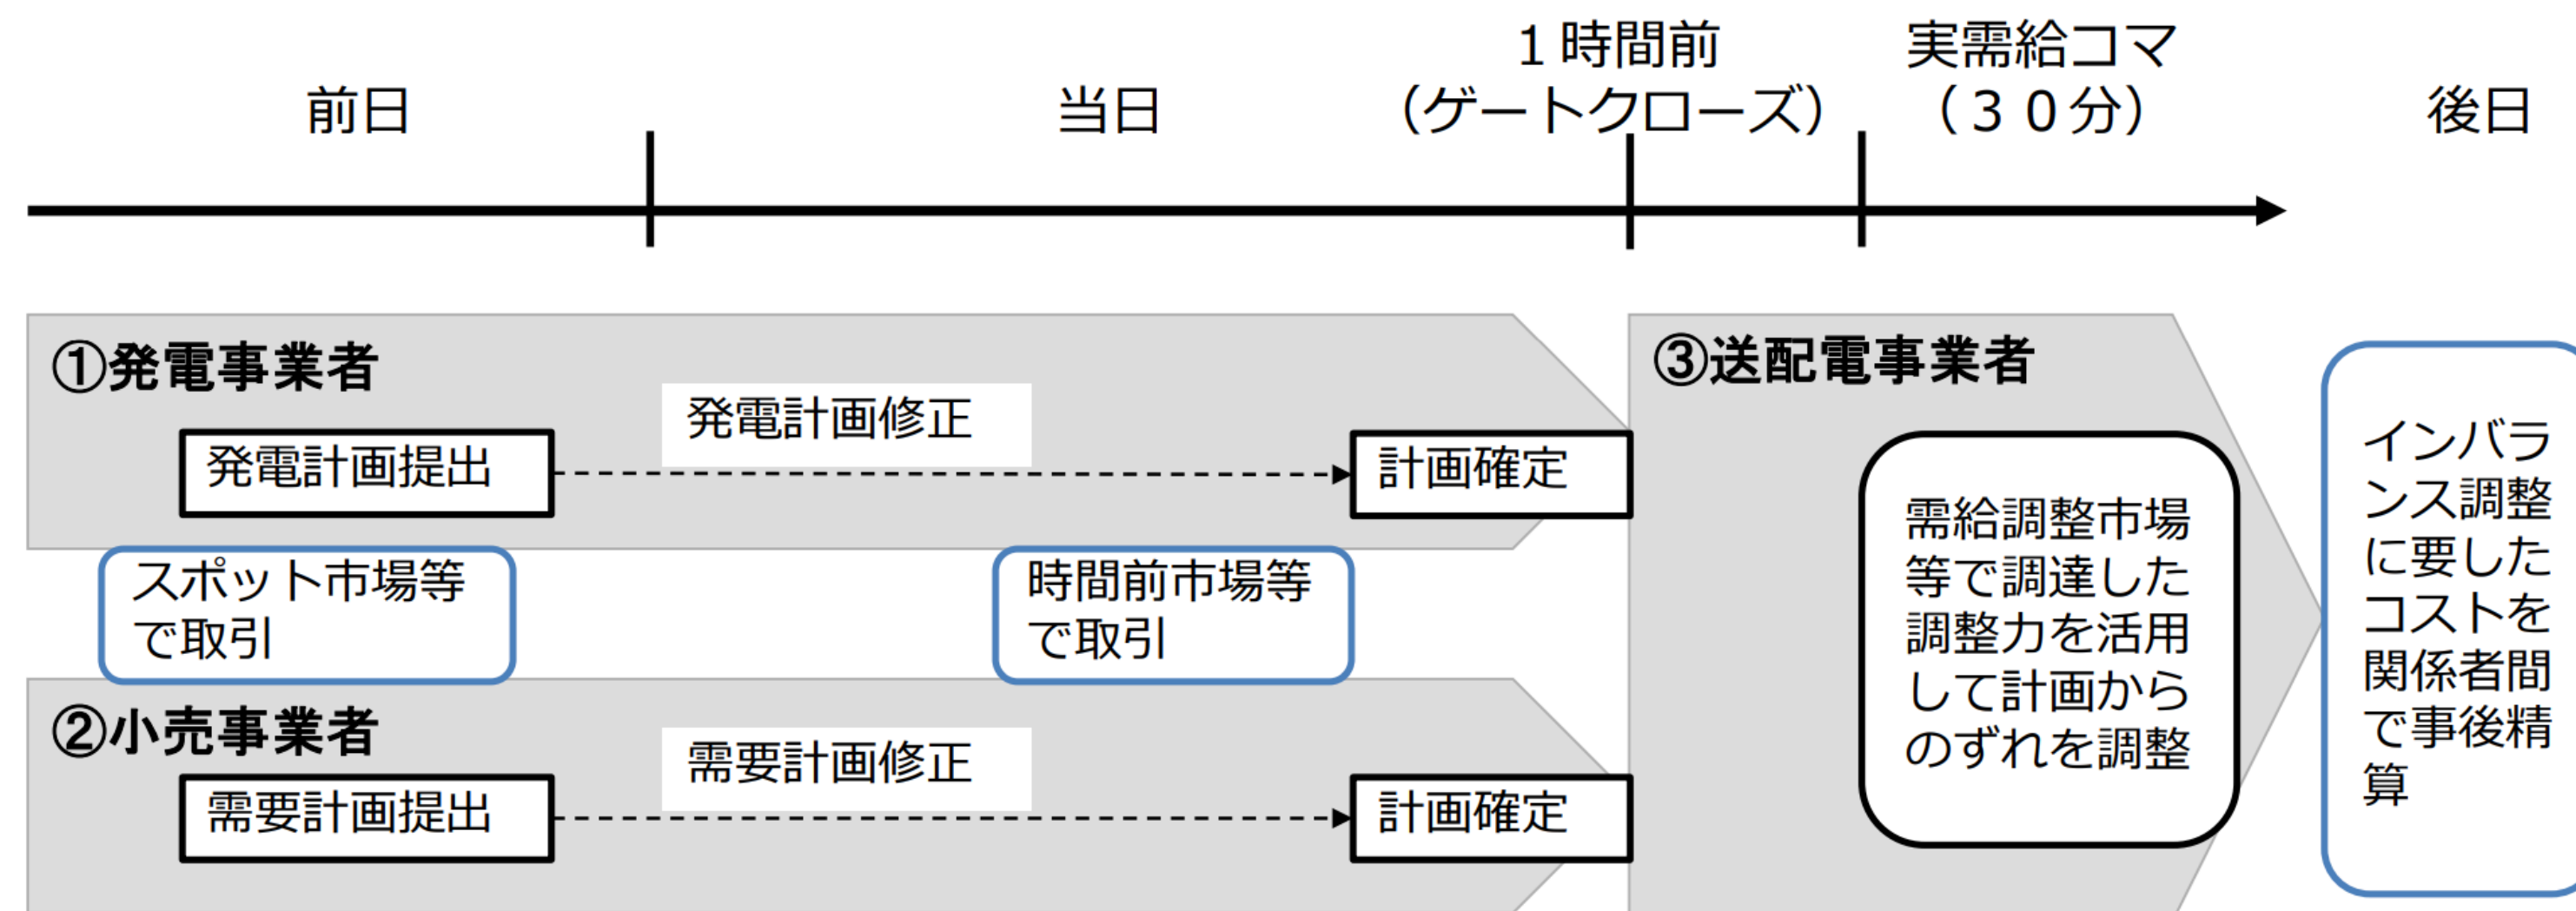 前日
当日
１時間前
（ゲートクローズ）
実需給コマ
（３０分）
後日
①発電事業者
発電計画修正
発電計画提出
計画確定
スポット市場等
で取引
時間前市場等
で取引
②小売事業者
需要計画修正
需要計画提出
計画確定
③送配電事業者
需給調整市場
等で調達した
調整力を活用
して計画から
のずれを調整
インバラ
ンス調整
に要した
コストを
関係者間
で事後精
算